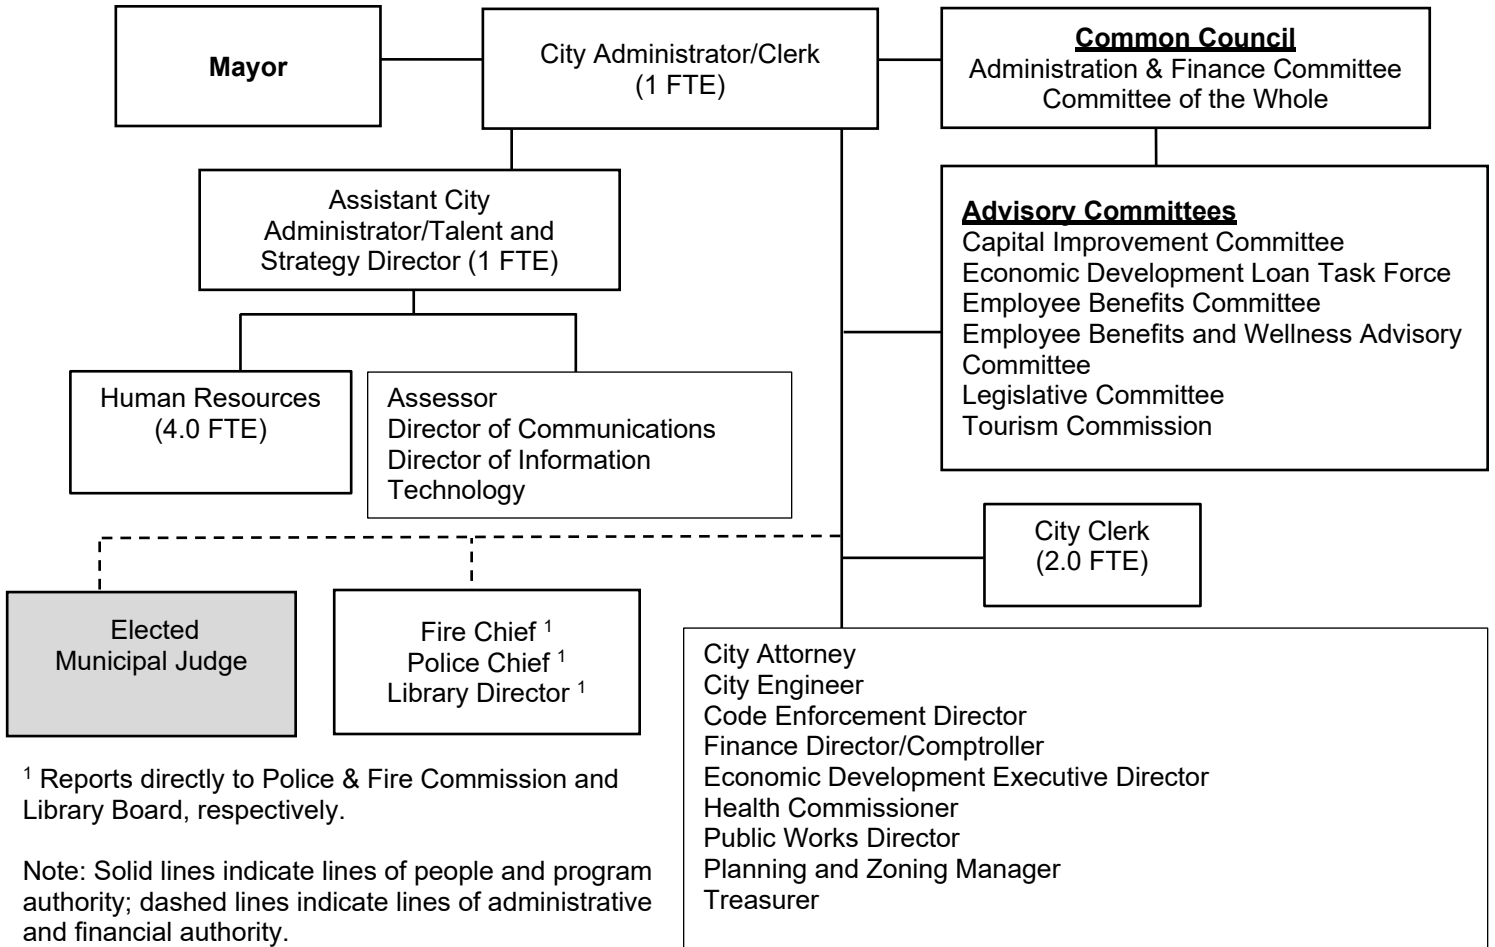 Mayor
City Administrator/Clerk
(1 FTE)
Common Council
Administration & Finance Committee
Committee of the Whole
Assistant City
Administrator/Talent and
Strategy Director (1 FTE)
Advisory Committees
Capital Improvement Committee
Economic Development Loan Task Force
Employee Benefits Committee
Employee Benefits and Wellness Advisory
Committee
Legislative Committee
Tourism Commission
Human Resources
(4.0 FTE)
Assessor
Director of Communications
Director of Information
Technology
City Clerk
(2.0 FTE)
Elected
Municipal Judge
Fire Chief ¹
Police Chief ¹
Library Director ¹
City Attorney
City Engineer
Code Enforcement Director
Finance Director/Comptroller
Economic Development Executive Director
Health Commissioner
Public Works Director
Planning and Zoning Manager
Treasurer
¹ Reports directly to Police & Fire Commission and
Library Board, respectively.
Note: Solid lines indicate lines of people and program
authority; dashed lines indicate lines of administrative
and financial authority.